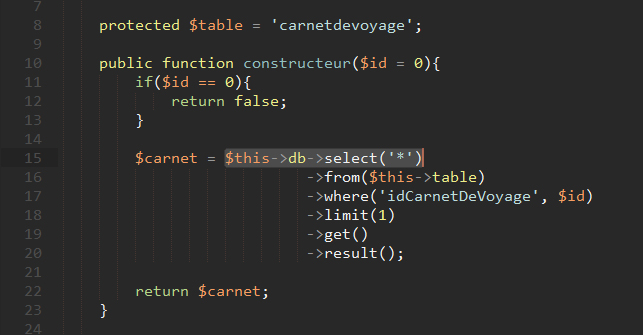 7
8 protected $table = 'carnetdevoyage';
9
10 public function constructeur($id = 0){
11 if($id == 0){
12 return false;
13 }
14
15 $carnet = $this->db->select('*')
16 ->from($this->table)
17 ->where('idCarnetDeVoyage', $id)
18 ->limit(1)
19 ->get()
20 ->result();
21
22 return $carnet;
23 }
24